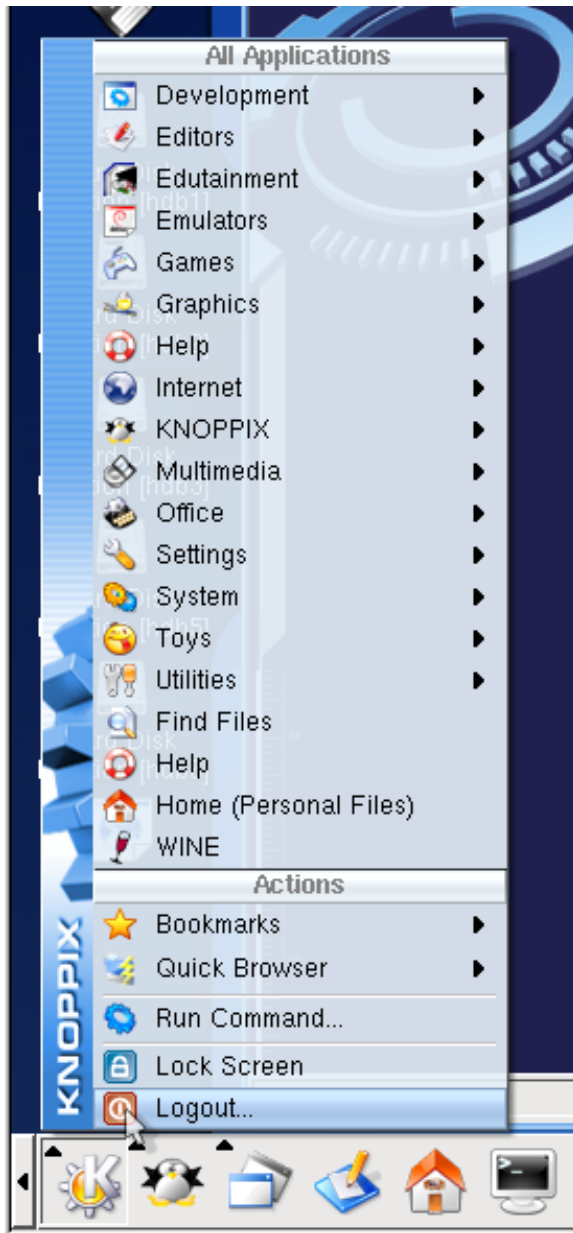 All Applications
Development
Editors
Edutainment
Emulators
Games
Graphics
Help
Internet
KNOPPIX
Multimedia
Office
Settings
System
Toys
Utilities
Find Files
Help
Home (Personal Files)
WINE
Actions
Bookmarks
Quick Browser
Run Command...
Lock Screen
Logout...
KNOPPIX